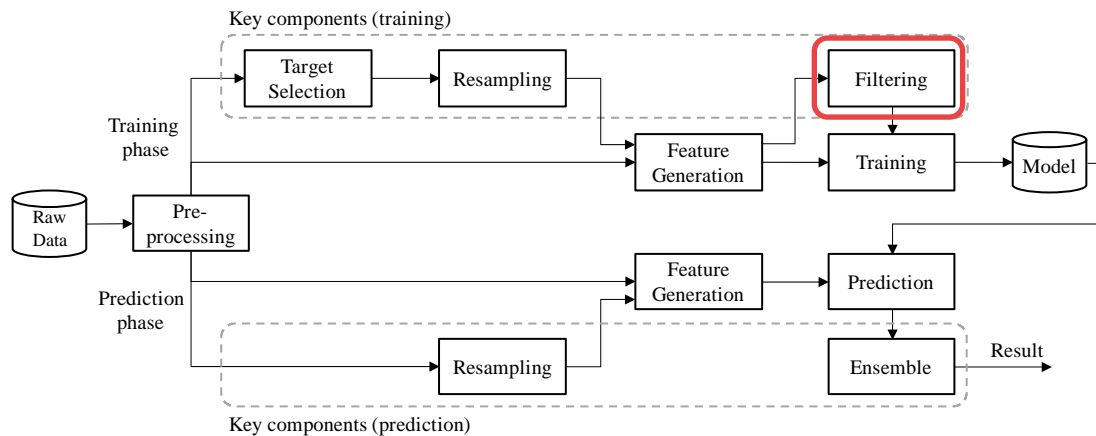 Key components (training)
Target
Selection
Resampling
Filtering
Training
phase
Feature
Generation
Training
Model
Raw
Data
Pre-
processing
Feature
Generation
Prediction
Prediction
phase
Resampling
Ensemble
Result
Key components (prediction)